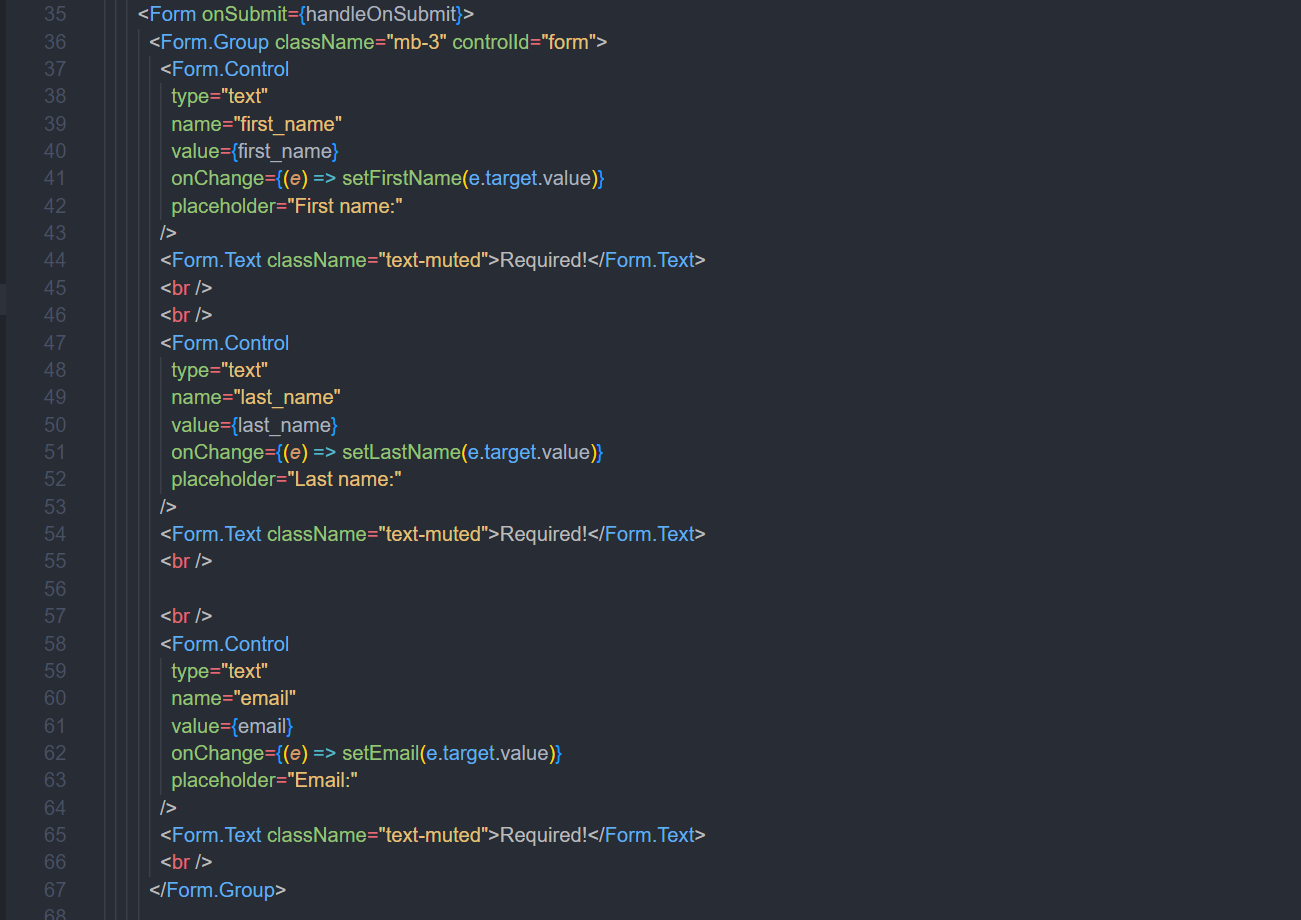 35 <Form onSubmit={handleOnSubmit}>
36 <Form.Group className="mb-3" controlId="form">
37 <Form.Control
38 type="text"
39 name="first_name"
40 value={first_name}
41 onChange={(e) => setFirstName(e.target.value)}
42 placeholder="First name:"
43 />
44 <Form.Text className="text-muted">Required!</Form.Text>
45 <br />
46 <br />
47 <Form.Control
48 type="text"
49 name="last_name"
50 value={last_name}
51 onChange={(e) => setLastName(e.target.value)}
52 placeholder="Last name:"
53 />
54 <Form.Text className="text-muted">Required!</Form.Text>
55 <br />
56
57 <br />
58 <Form.Control
59 type="text"
60 name="email"
61 value={email}
62 onChange={(e) => setEmail(e.target.value)}
63 placeholder="Email:"
64 />
65 <Form.Text className="text-muted">Required!</Form.Text>
66 <br />
67 </Form.Group>
68